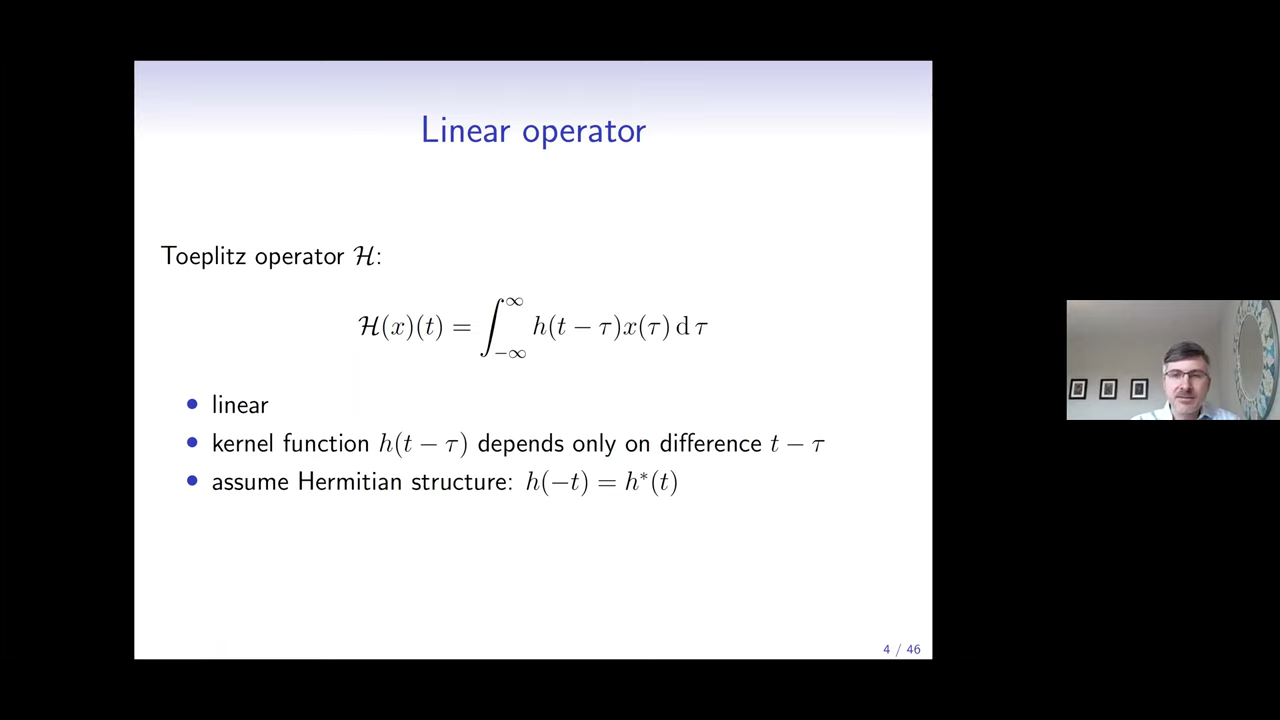 Linear operator
Toeplitz operator ℋ:
ℋ(x)(t) = ∫_{−∞}^{∞} h(t − τ)x(τ) d τ
• linear
• kernel function h(t − τ) depends only on difference t − τ
• assume Hermitian structure: h(−t) = h*(t)
4 / 46